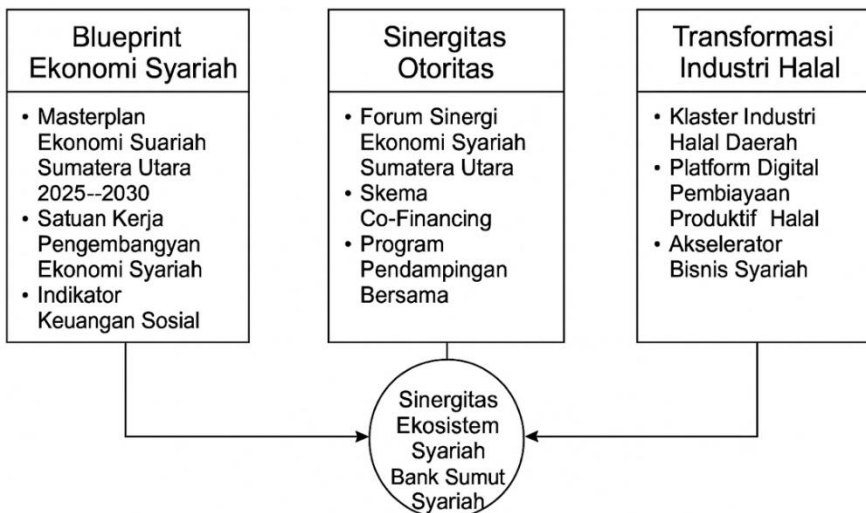 Blueprint
Ekonomi Syariah
• Masterplan
Ekonomi Suariah
Sumatera Utara
2025--2030
• Satuan Kerja
Pengembangyan
Ekonomi Syariah
• Indikator
Keuangan Sosial
Sinergitas
Otoritas
• Forum Sinergi
Ekonomi Syariah
Sumatera Utara
• Skema
Co-Financing
• Program
Pendampingan
Bersama
Transformasi
Industri Halal
• Klaster Industri
Halal Daerah
• Platform Digital
Pembiayaan
Produktif Halal
• Akselerator
Bisnis Syariah
Sinergitas
Ekosistem
Syariah
Bank Sumut
Syariah